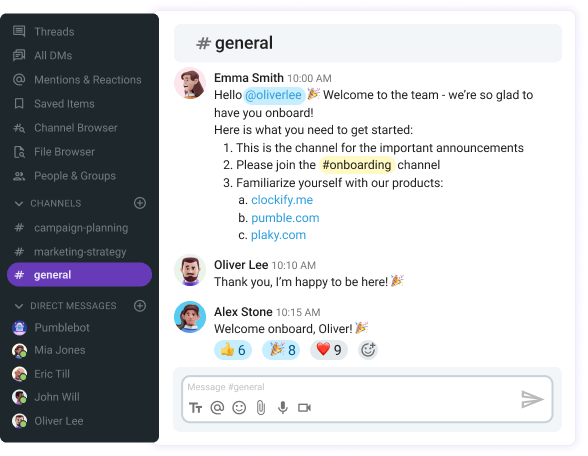 Threads
All DMs
Mentions & Reactions
Saved Items
Channel Browser
File Browser
People & Groups
CHANNELS
# campaign-planning
# marketing-strategy
# general
DIRECT MESSAGES
Pumblebot
Mia Jones
Eric Till
John Will
Oliver Lee
# general
Emma Smith 10:00 AM
Hello @oliverlee 🎉 Welcome to the team - we're so glad to
have you onboard!
Here is what you need to get started:
1. This is the channel for the important announcements
2. Please join the #onboarding channel
3. Familiarize yourself with our products:
a. clockify.me
b. pumble.com
c. plaky.com
Oliver Lee 10:10 AM
Thank you, I'm happy to be here! 🎉
Alex Stone 10:15 AM
Welcome onboard, Oliver! 🎉
👍 6 🎉 8 ❤️ 9
Message #general
Tт